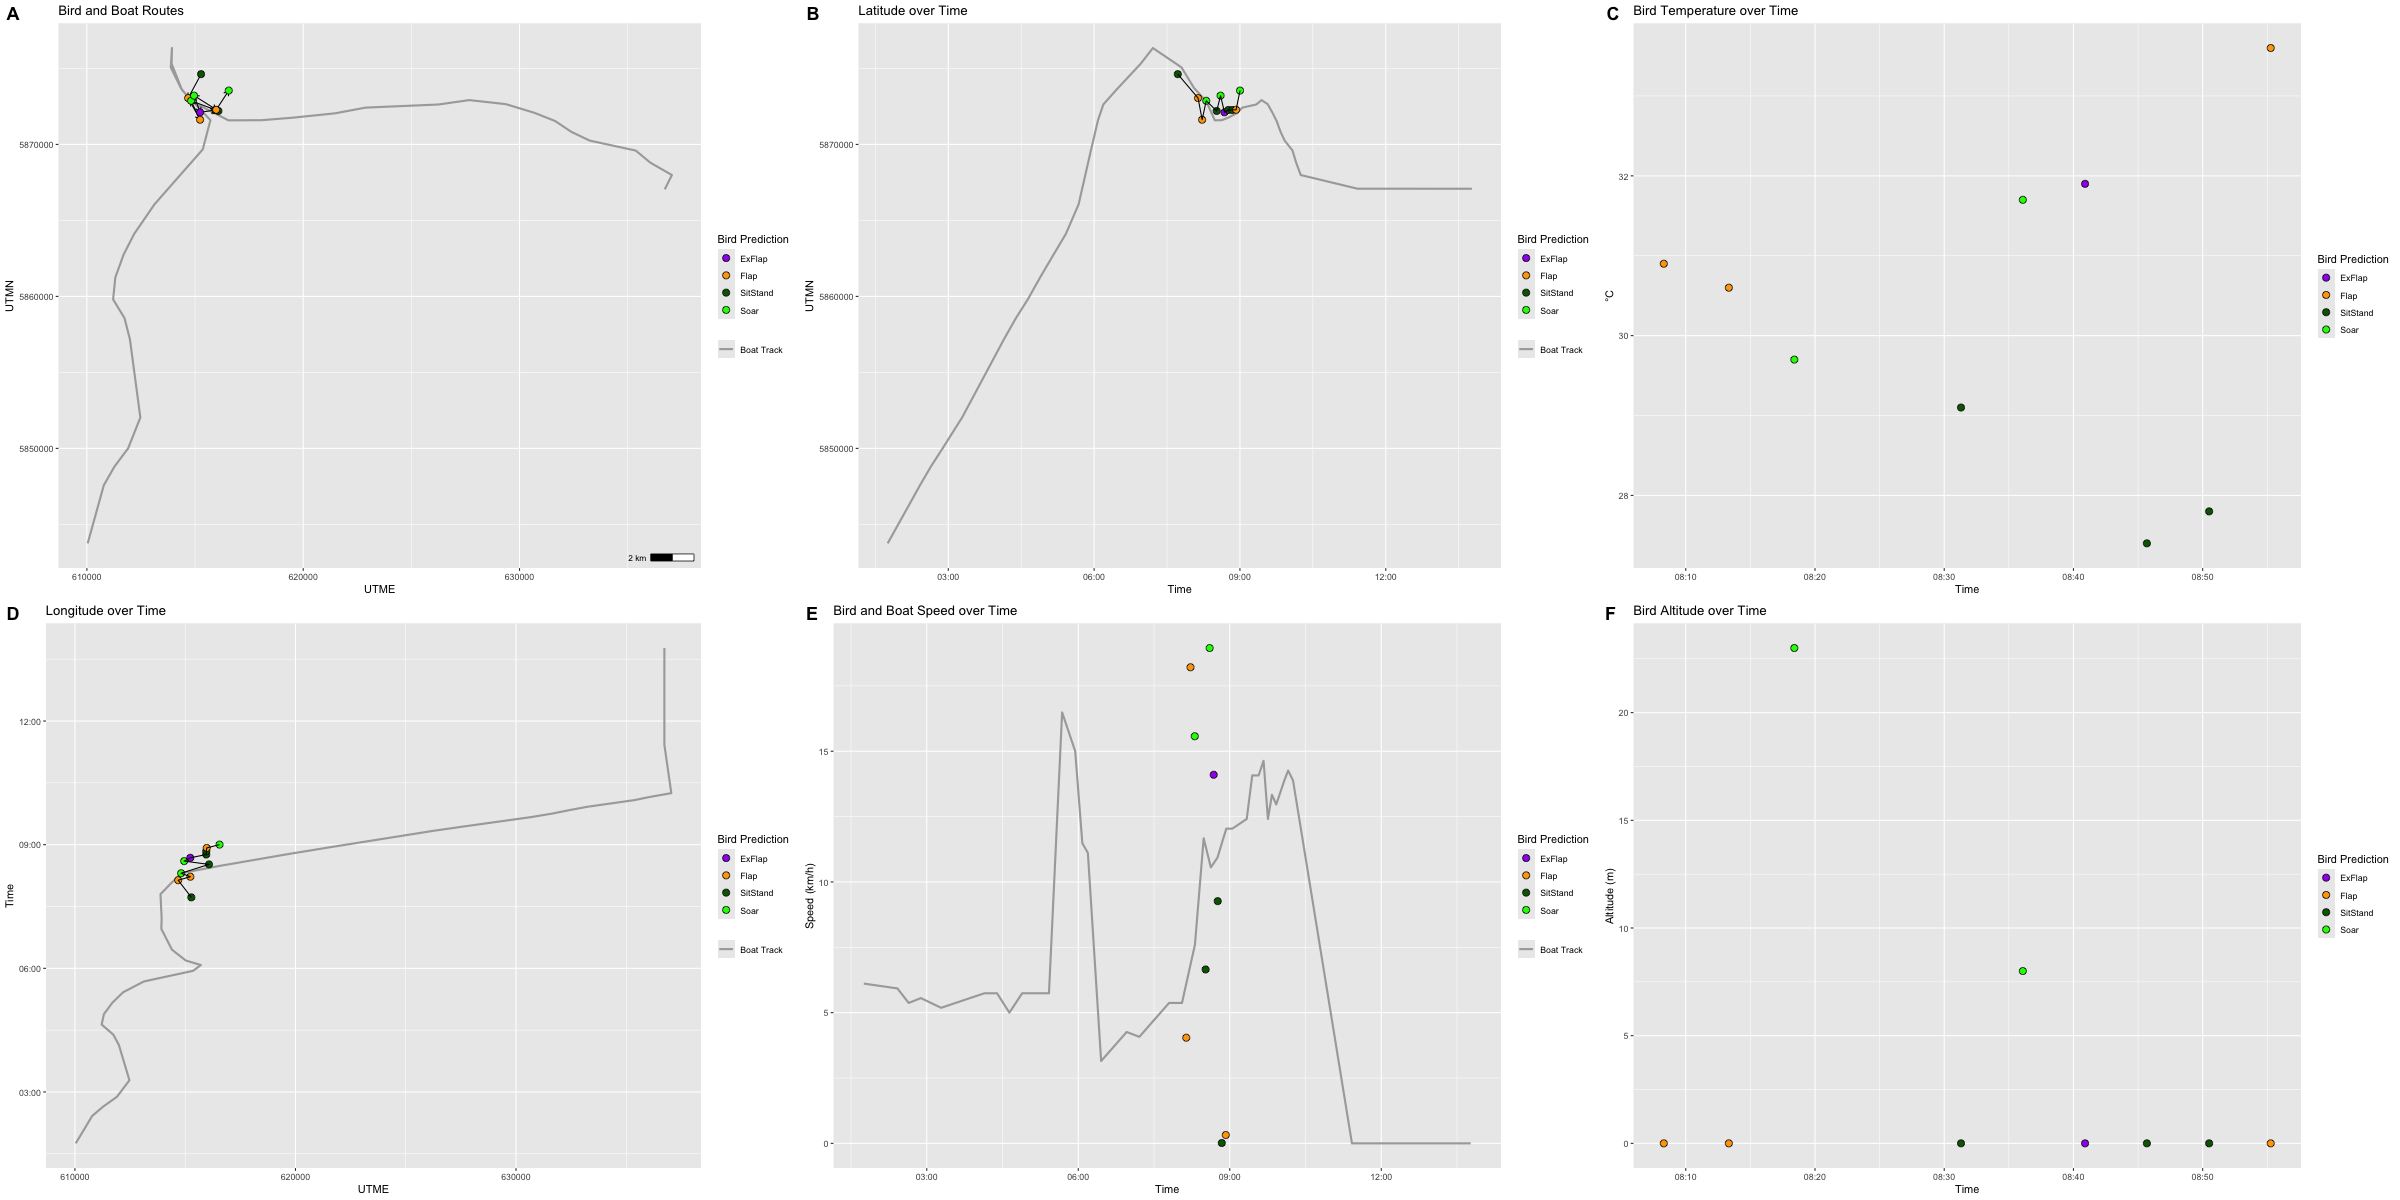 A Bird and Boat Routes
5870000
5860000
5850000
UTMN
610000 620000 630000
UTME
2 km
Bird Prediction
ExFlap
Flap
SitStand
Soar
Boat Track
B Latitude over Time
5870000
5860000
5850000
UTMN
03:00 06:00 09:00 12:00
Time
Bird Prediction
ExFlap
Flap
SitStand
Soar
Boat Track
C Bird Temperature over Time
32
30
28
°C
08:10 08:20 08:30 08:40 08:50
Time
Bird Prediction
ExFlap
Flap
SitStand
Soar
D Longitude over Time
12:00
09:00
06:00
03:00
Time
610000 620000 630000
UTME
Bird Prediction
ExFlap
Flap
SitStand
Soar
Boat Track
E Bird and Boat Speed over Time
15
10
5
0
Speed (km/h)
03:00 06:00 09:00 12:00
Time
Bird Prediction
ExFlap
Flap
SitStand
Soar
Boat Track
F Bird Altitude over Time
20
15
10
5
0
Altitude (m)
08:10 08:20 08:30 08:40 08:50
Time
Bird Prediction
ExFlap
Flap
SitStand
Soar